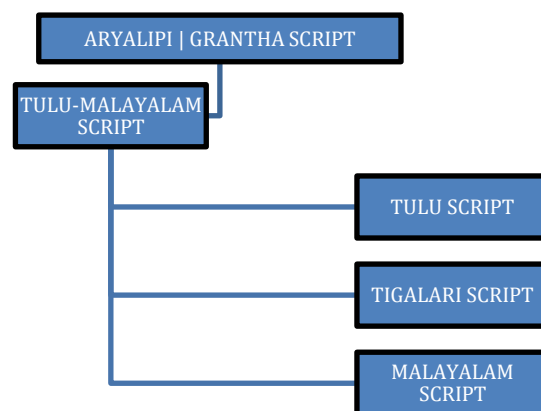 ARYALIPI | GRANTHA SCRIPT
TULU-MALAYALAM
SCRIPT
TULU SCRIPT
TIGALARI SCRIPT
MALAYALAM
SCRIPT